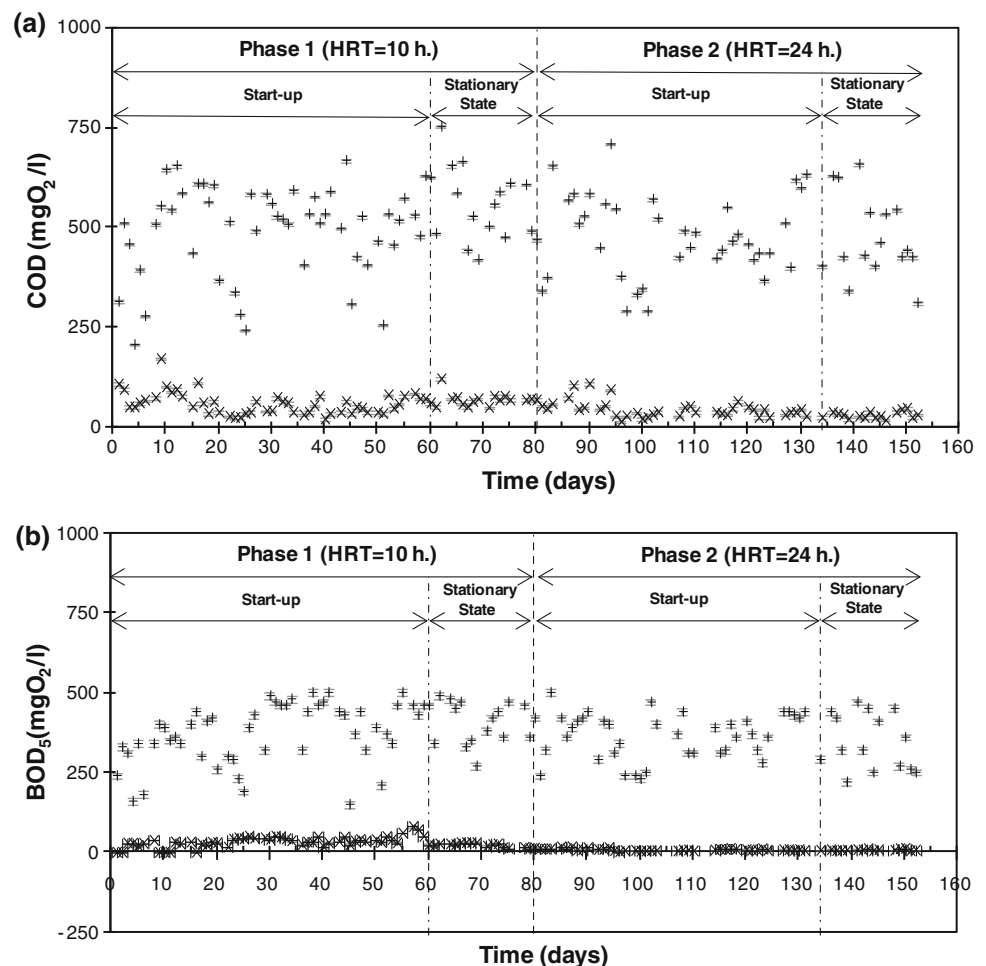 (a)
1000
Phase 1 (HRT=10 h.)
Phase 2 (HRT=24 h.)
Start-up
Stationary
State
Start-up
Stationary
State
750
500
250
0
COD (mgO2/l)
0 10 20 30 40 50 60 70 80 90 100 110 120 130 140 150 160
Time (days)
(b)
1000
Phase 1 (HRT=10 h.)
Phase 2 (HRT=24 h.)
Start-up
Stationary
State
Start-up
Stationary
State
750
500
250
0
-250
BOD5(mgO2/l)
0 10 20 30 40 50 60 70 80 90 100 110 120 130 140 150 160
Time (days)